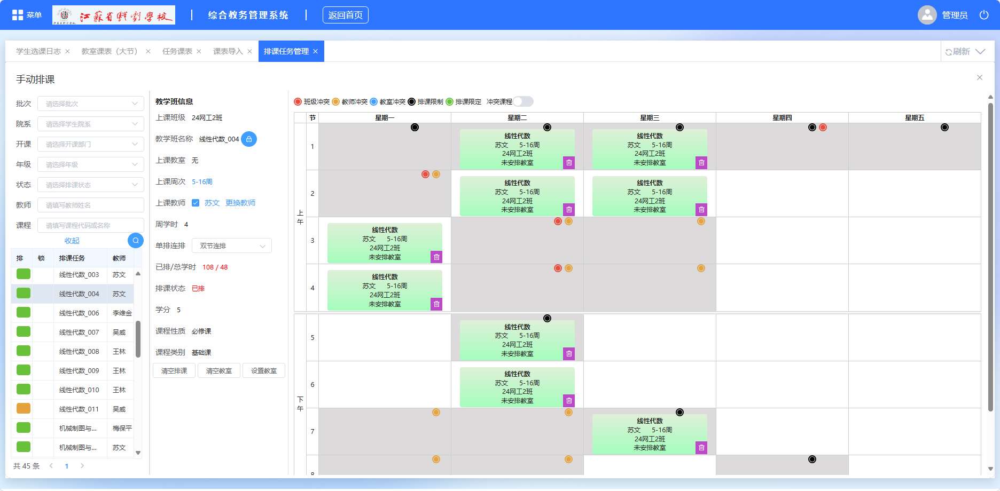 菜单
江苏省戏剧学校
综合教务管理系统
返回首页
管理员
学生选课日志 ×
教室课表（大节） ×
任务课表 ×
课表导入 ×
排课任务管理 ×
刷新
手动排课
批次 请选择批次
院系 请选择学生院系
开课 请选择开课部门
年级 请选择年级
状态 请选择排课状态
教师 请填写教师姓名
课程 请填写课程代码或名称
收起
排 锁 排课任务 教师
线性代数_003 苏文
线性代数_004 苏文
线性代数_006 李维金
线性代数_007 吴威
线性代数_008 王林
线性代数_009 王林
线性代数_010 王林
线性代数_011 吴威
机械制图与... 梅保平
机械制图与... 苏文
共 45 条 < 1 >
教学班信息
上课班级 24网工2班
教学班名称 线性代数_004
上课教室 无
上课周次 5-16周
上课教师 苏文 更换教师
周学时 4
单排连排 双节连排
已排/总学时 108 / 48
排课状态 已排
学分 5
课程性质 必修课
课程类别 基础课
清空排课 清空教室 设置教室
班级冲突 教师冲突 教室冲突 排课限制 排课限定 冲突课程
节 星期一 星期二 星期三 星期四 星期五
上午
1
线性代数
苏文 5-16周
24网工2班
未安排教室
线性代数
苏文 5-16周
24网工2班
未安排教室
2
线性代数
苏文 5-16周
24网工2班
未安排教室
线性代数
苏文 5-16周
24网工2班
未安排教室
3
线性代数
苏文 5-16周
24网工2班
未安排教室
4
线性代数
苏文 5-16周
24网工2班
未安排教室
下午
5
线性代数
苏文 5-16周
24网工2班
未安排教室
6
线性代数
苏文 5-16周
24网工2班
未安排教室
7
线性代数
苏文 5-16周
24网工2班
未安排教室
8